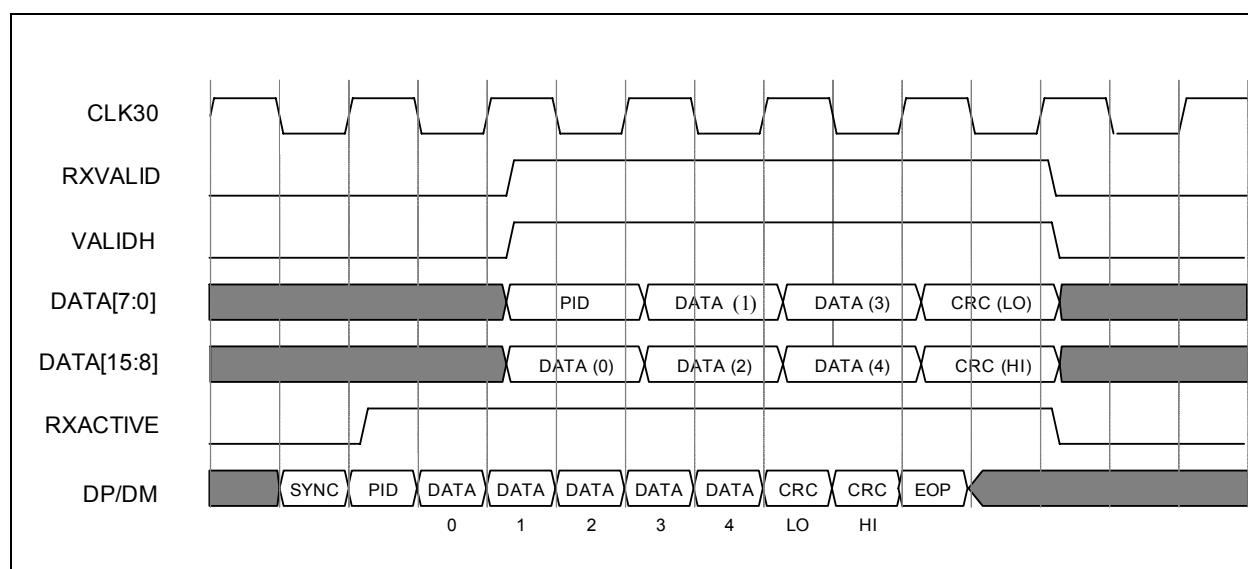 CLK30
RXVALID
VALIDH
DATA[7:0] PID DATA (1) DATA (3) CRC (LO)
DATA[15:8] DATA (0) DATA (2) DATA (4) CRC (HI)
RXACTIVE
DP/DM SYNC PID DATA DATA DATA DATA DATA CRC CRC EOP
0 1 2 3 4 LO HI